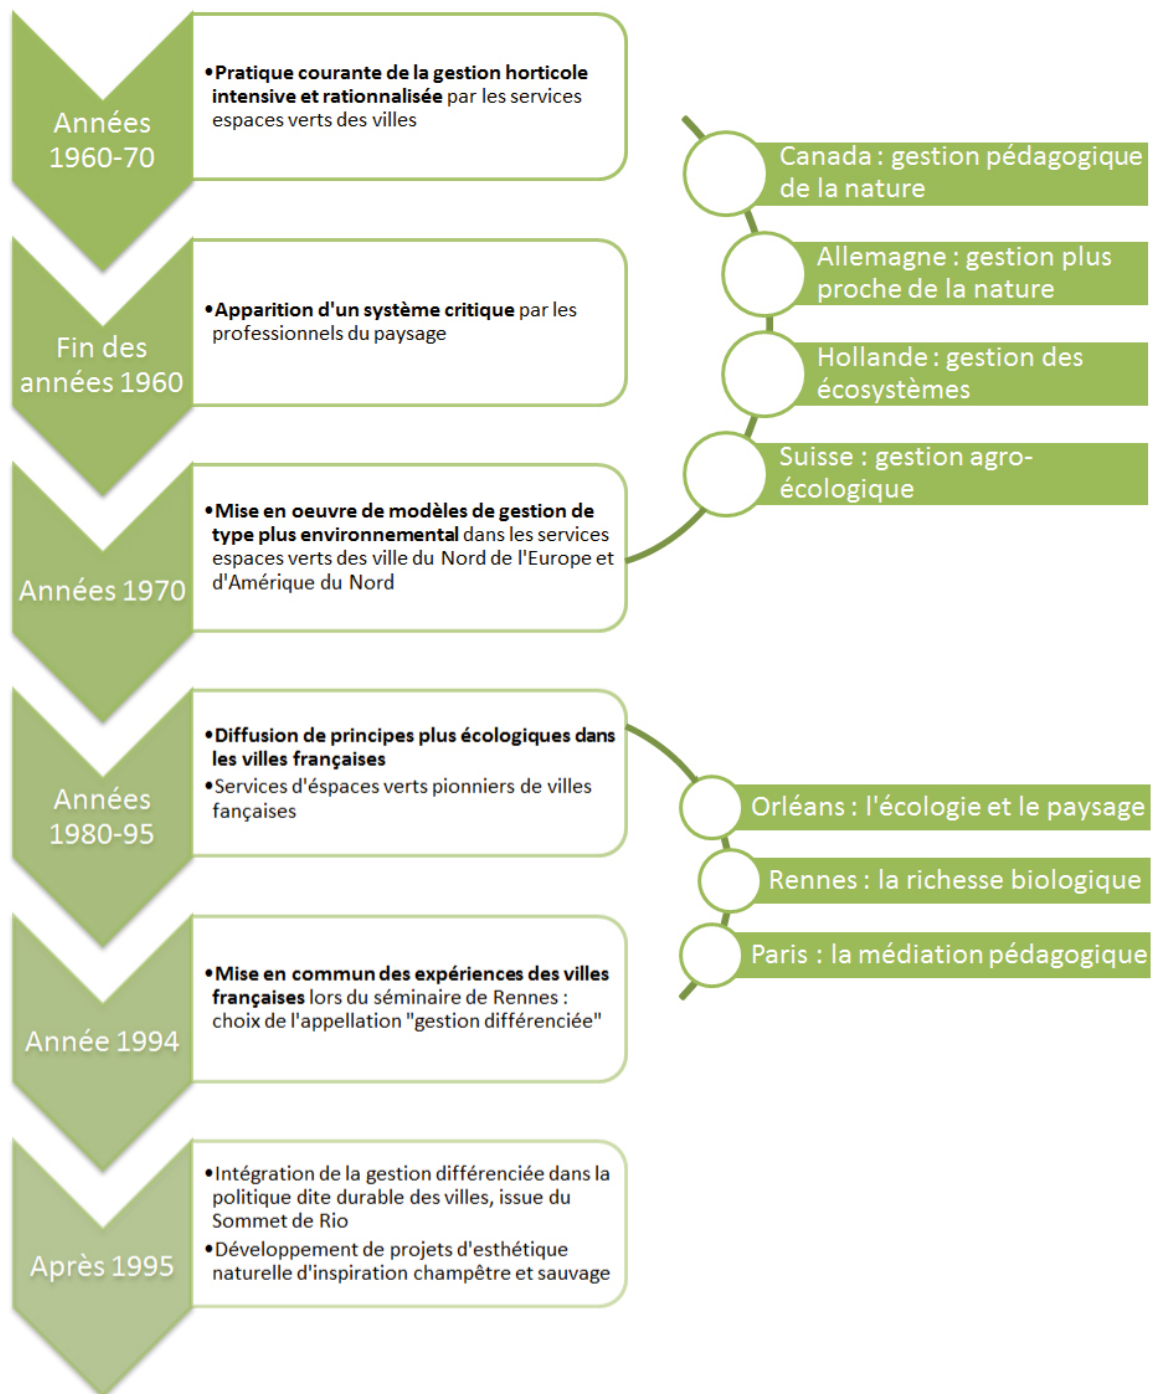 Années
1960-70
•Pratique courante de la gestion horticole
intensive et rationnalisée par les services
espaces verts des villes
Fin des
années 1960
•Apparition d'un système critique par les
professionnels du paysage
Années 1970
•Mise en oeuvre de modèles de gestion de
type plus environnemental dans les services
espaces verts des ville du Nord de l'Europe et
d'Amérique du Nord
Canada : gestion pédagogique
de la nature
Allemagne : gestion plus
proche de la nature
Hollande : gestion des
écosystèmes
Suisse : gestion agro-
écologique
Années
1980-95
•Diffusion de principes plus écologiques dans
les villes françaises
•Services d'éspaces verts pionniers de villes
fançaises
Orléans : l'écologie et le paysage
Rennes : la richesse biologique
Paris : la médiation pédagogique
Année 1994
•Mise en commun des expériences des villes
françaises lors du séminaire de Rennes :
choix de l'appellation "gestion différenciée"
Après 1995
•Intégration de la gestion différenciée dans la
politique dite durable des villes, issue du
Sommet de Rio
•Développement de projets d'esthétique
naturelle d'inspiration champêtre et sauvage